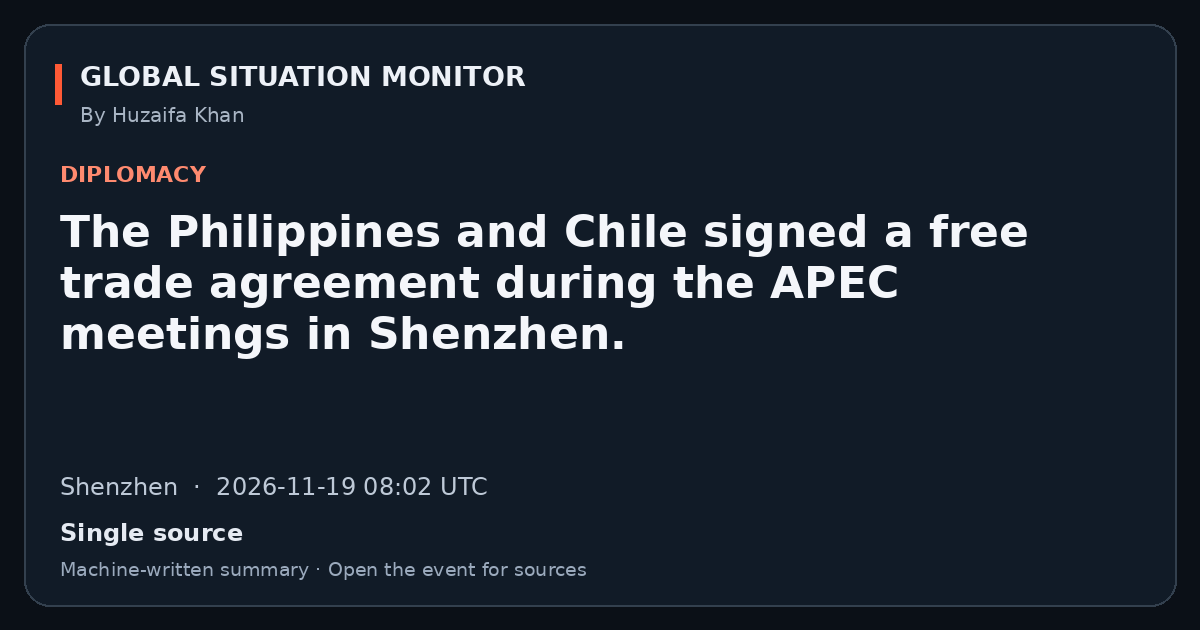 GLOBAL SITUATION MONITOR
By Huzaifa Khan
DIPLOMACY
The Philippines and Chile signed a free
trade agreement during the APEC
meetings in Shenzhen.
Shenzhen · 2026-11-19 08:02 UTC
Single source
Machine-written summary · Open the event for sources